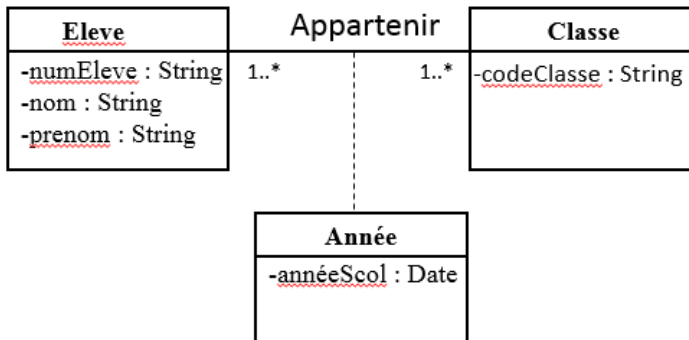 Eleve
-numEleve : String
-nom : String
-prenom : String
Appartenir
1..*
1..*
Classe
-codeClasse : String
Année
-annéeScol : Date